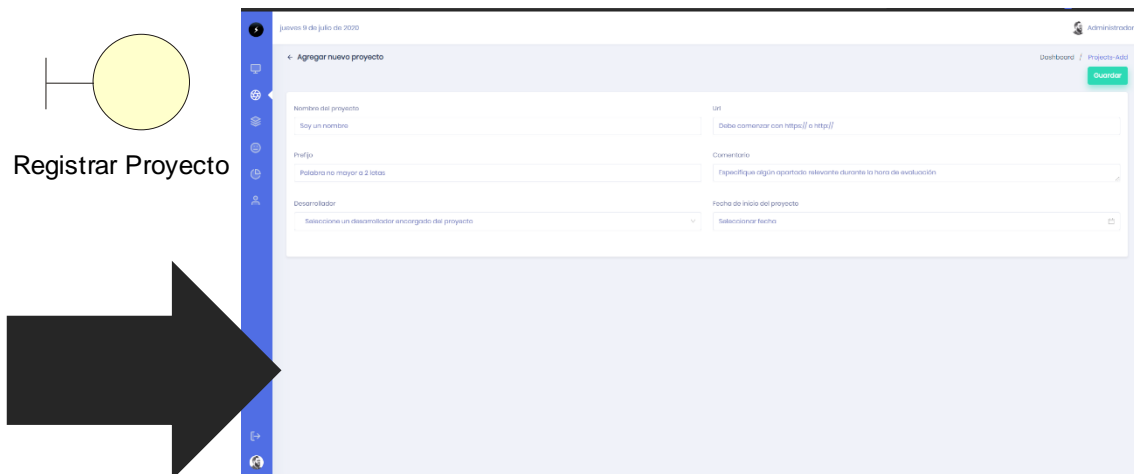 Registrar Proyecto
jueves 9 de julio de 2020
Administrador
← Agregar nuevo proyecto
Dashboard / Projects-Add
Guardar
Nombre del proyecto
Url
Soy un nombre
Debe comenzar con https:// o http://
Prefijo
Comentario
Palabra no mayor a 2 letas
Especifique algún apartado relevante durante la hora de evaluación
Desarrollador
Fecha de inicio del proyecto
Seleccione un desarrollador encargado del proyecto
Seleccionar fecha